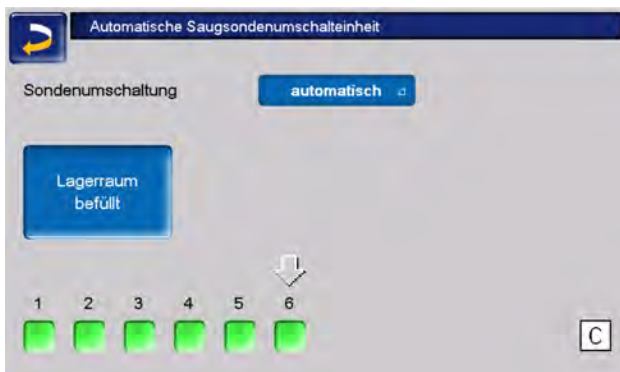 Automatische Saugsondenumschalteinheit
Sondenumschaltung automatisch
Lagerraum
befüllt
1 2 3 4 5 6
C